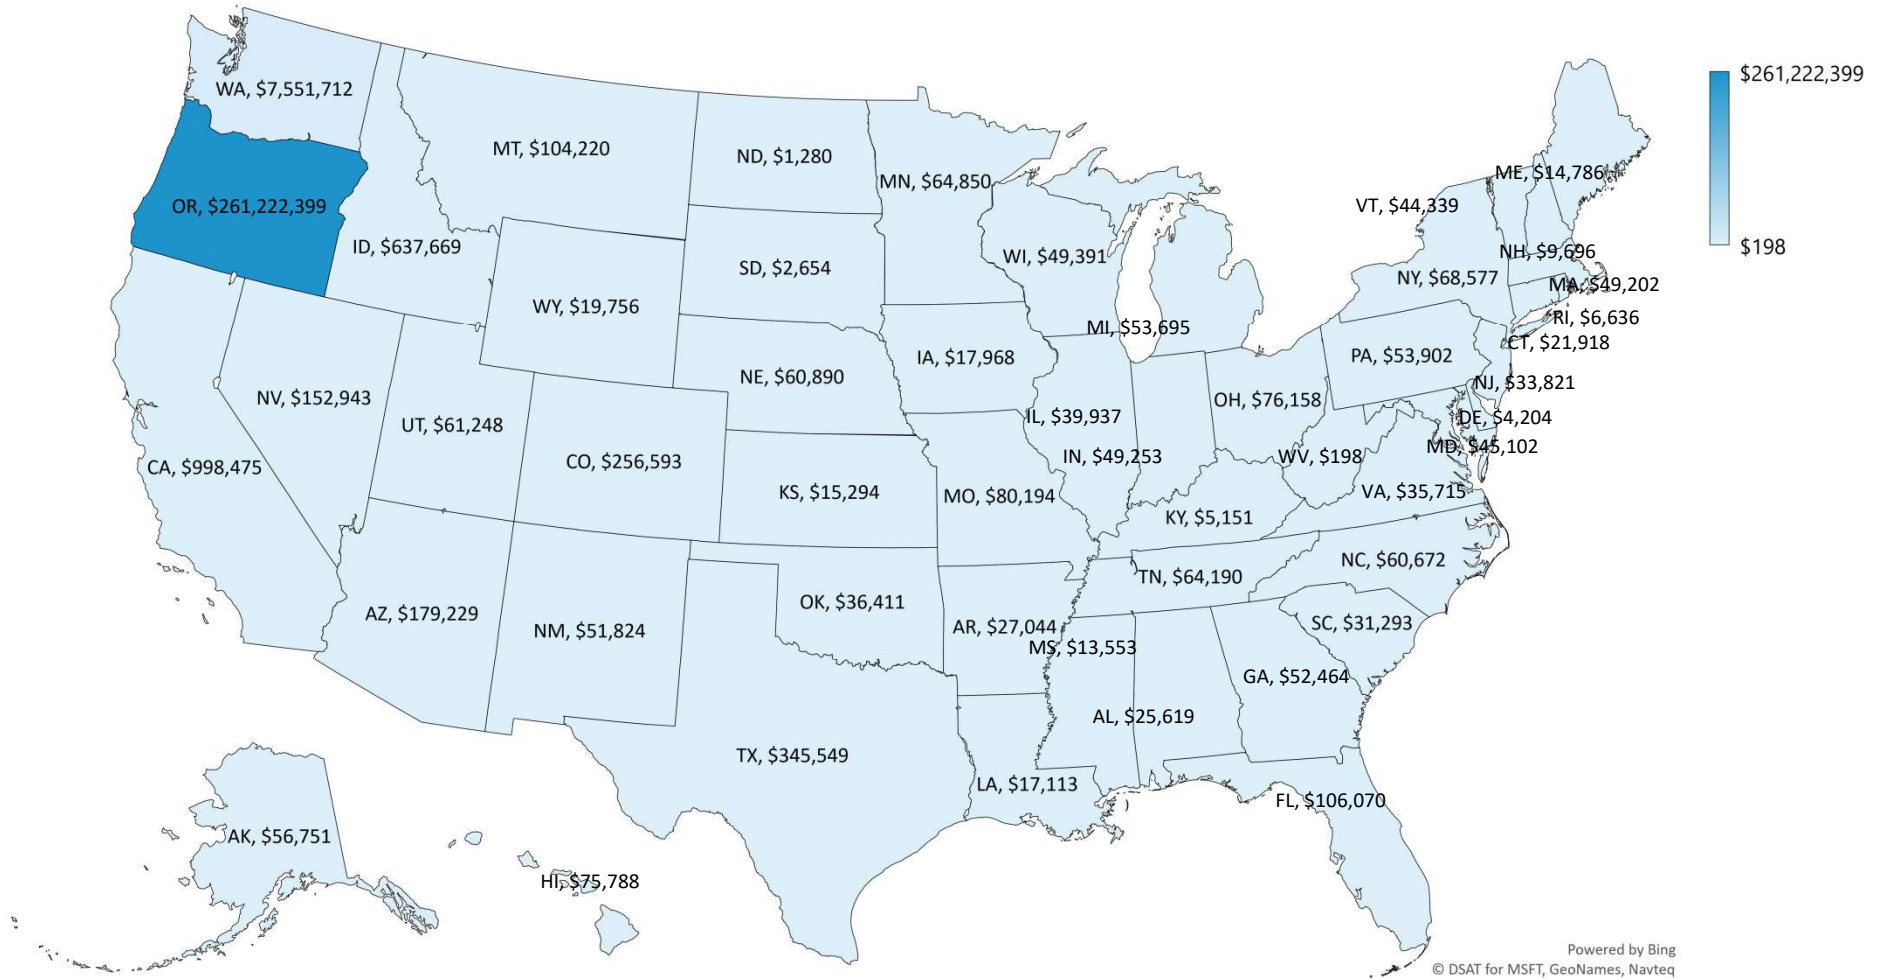 WA, $7,551,712
MT, $104,220
ND, $1,280
MN, $64,850
OR, $261,222,399
ID, $637,669
SD, $2,654
WI, $49,391
WY, $19,756
MI, $53,695
IA, $17,968
NE, $60,890
NV, $152,943
UT, $61,248
CO, $256,593
CA, $998,475
KS, $15,294
MO, $80,194
IL, $39,937
IN, $49,253
OH, $76,158
WV, $198
KY, $5,151
VA, $35,715
ME, $14,786
VT, $44,339
NH, $9,696
NY, $68,577
MA, $49,202
RI, $6,636
CT, $21,918
PA, $53,902
NJ, $33,821
DE, $4,204
MD, $45,102
NC, $60,672
TN, $64,190
SC, $31,293
AZ, $179,229
NM, $51,824
OK, $36,411
AR, $27,044
MS, $13,553
GA, $52,464
AL, $25,619
TX, $345,549
LA, $17,113
FL, $106,070
AK, $56,751
HI, $75,788
$261,222,399
$198
Powered by Bing
© DSAT for MSFT, GeoNames, Navteq